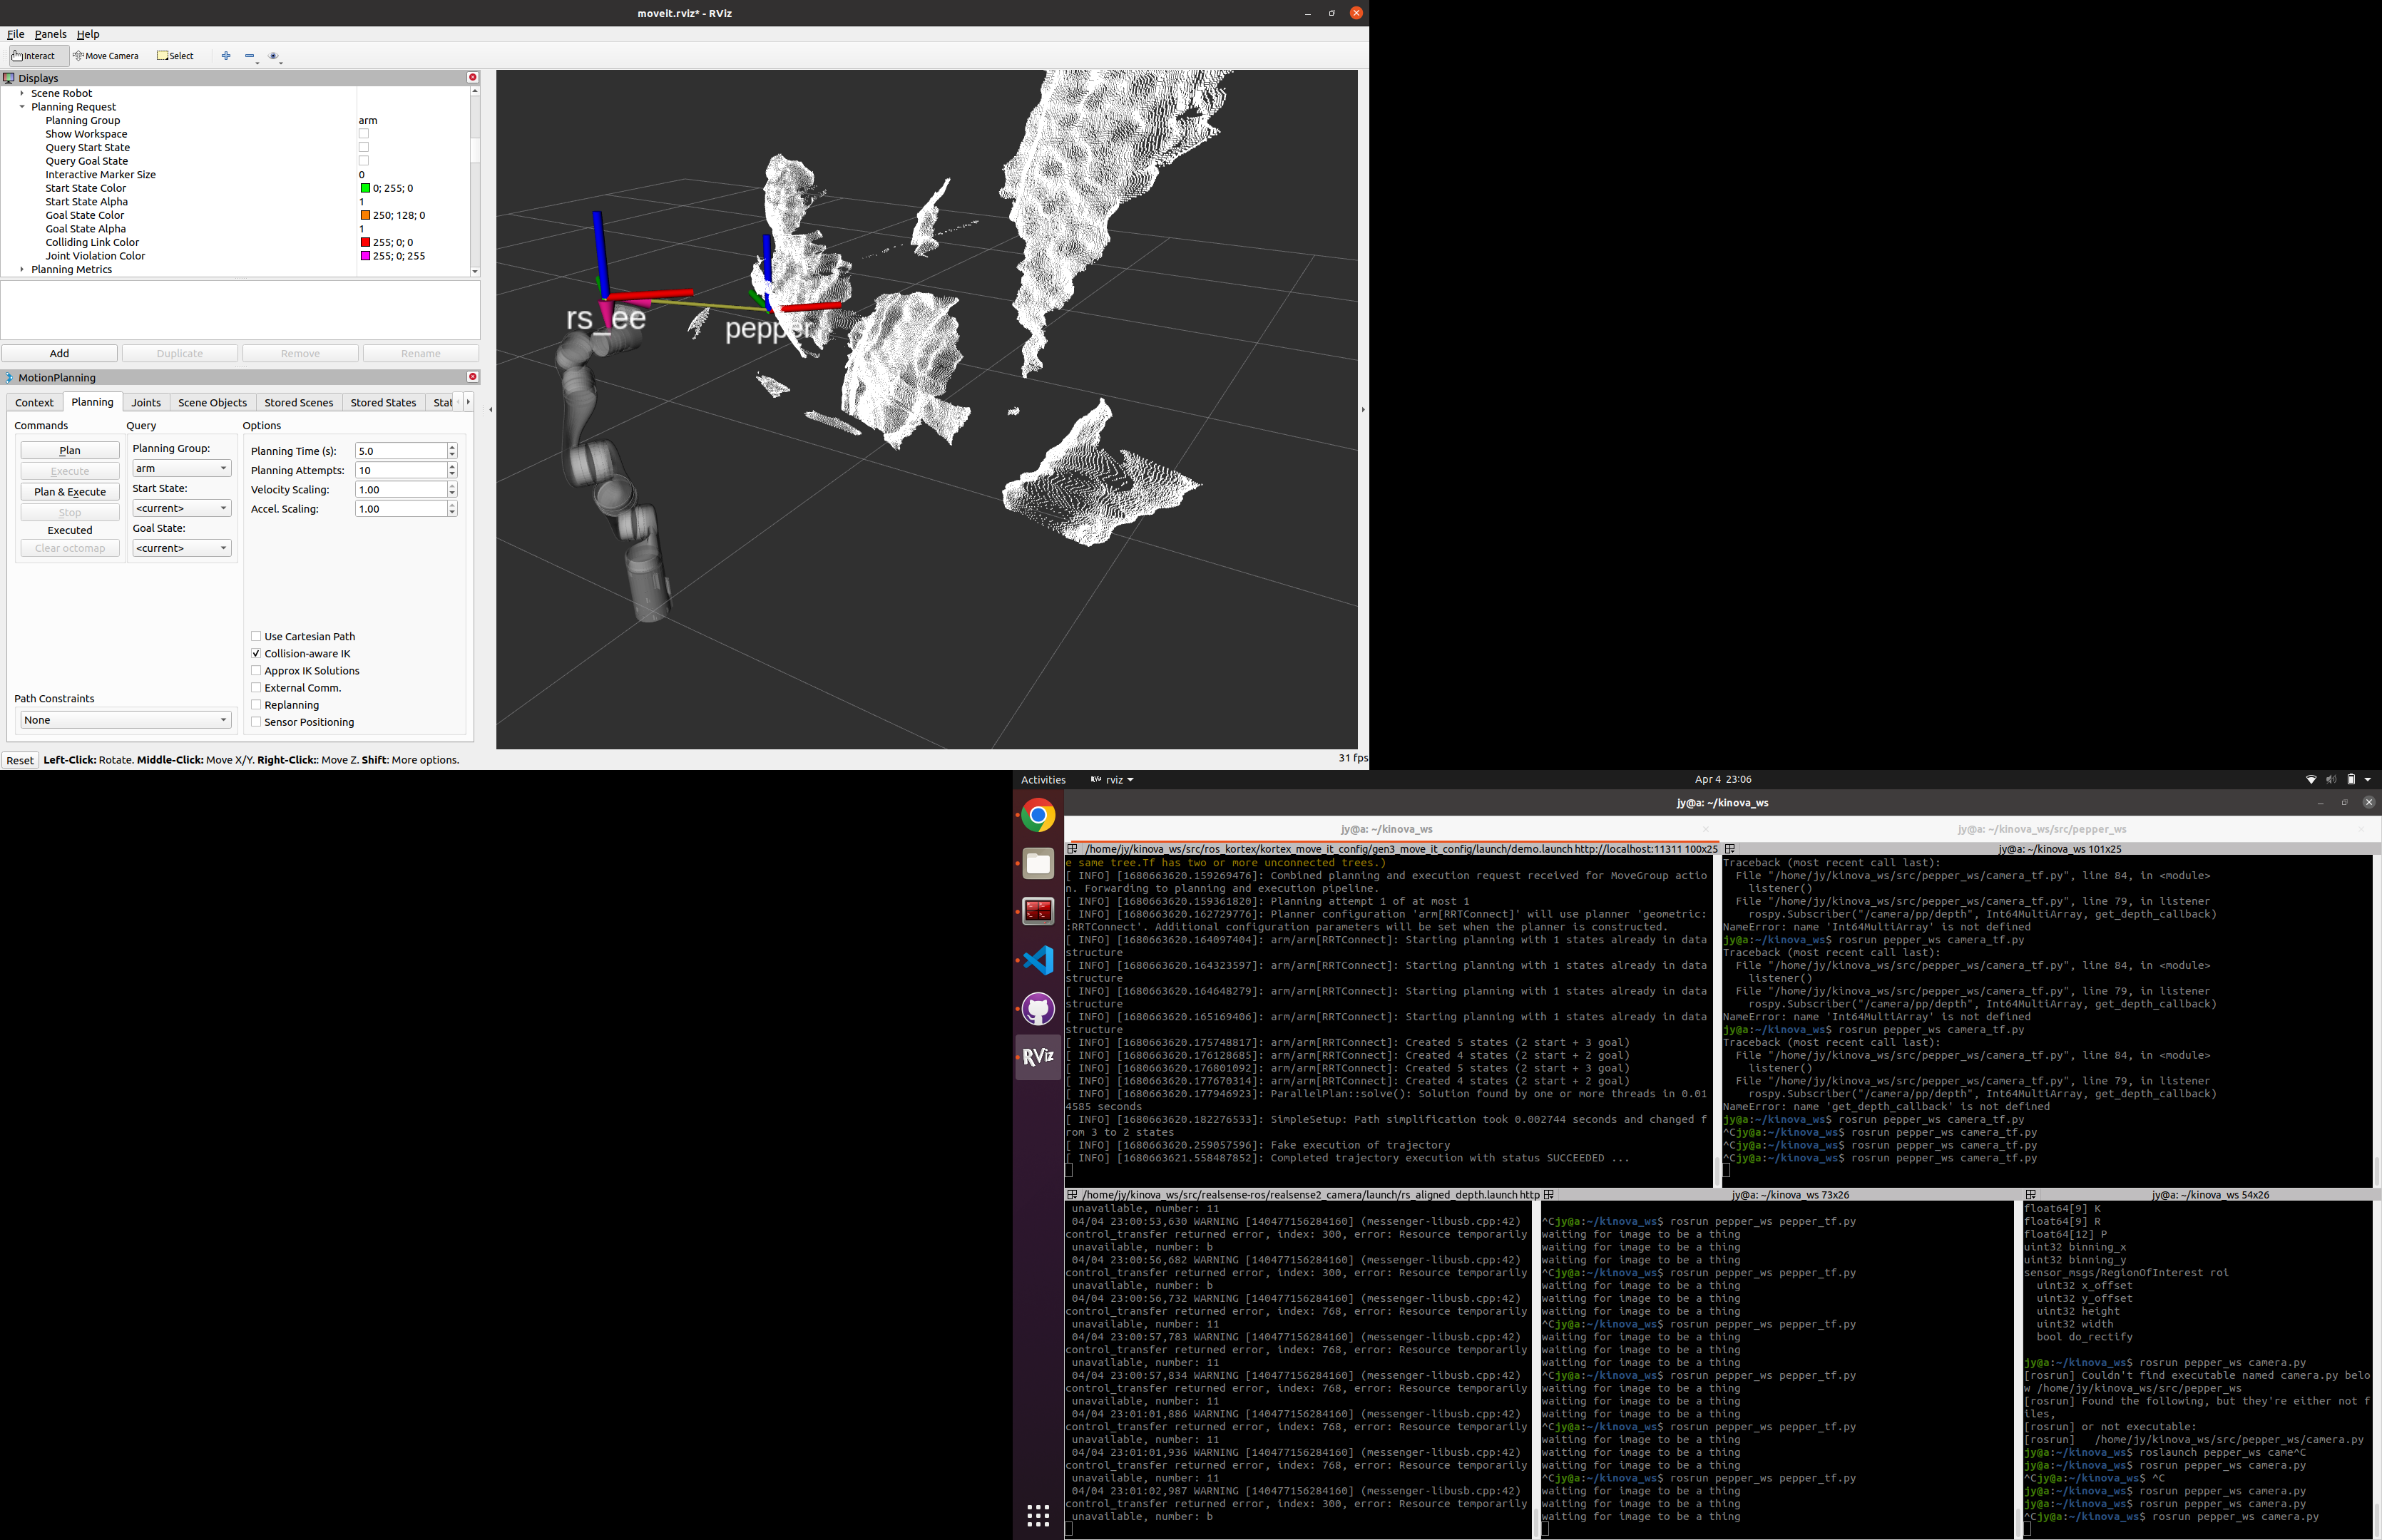 moveit.rviz* - RViz
File Panels Help
Interact Move Camera Select
Displays
Scene Robot
Planning Request
Planning Group arm
Show Workspace
Query Start State
Query Goal State
Interactive Marker Size 0
Start State Color 0; 255; 0
Start State Alpha 1
Goal State Color 250; 128; 0
Goal State Alpha 1
Colliding Link Color 255; 0; 0
Joint Violation Color 255; 0; 255
Planning Metrics
Add Duplicate Remove Rename
MotionPlanning
Context Planning Joints Scene Objects Stored Scenes Stored States Stat
Commands Query Options
Plan
Execute
Plan & Execute
Stop
Executed
Clear octomap
Planning Group:
arm
Start State:
<current>
Goal State:
<current>
Planning Time (s): 5.0
Planning Attempts: 10
Velocity Scaling: 1.00
Accel. Scaling: 1.00
Use Cartesian Path
Collision-aware IK
Approx IK Solutions
External Comm.
Replanning
Sensor Positioning
Path Constraints
None
Reset Left-Click: Rotate. Middle-Click: Move X/Y. Right-Click:: Move Z. Shift: More options.
31 fps
rs_ee
pepper
Activities RViz rviz Apr 4 23:06
jy@a: ~/kinova_ws
jy@a: ~/kinova_ws
jy@a: ~/kinova_ws/src/pepper_ws
RViz
/home/jy/kinova_ws/src/ros_kortex/kortex_move_it_config/gen3_move_it_config/launch/demo.launch http://localhost:11311 100x25
e same tree.Tf has two or more unconnected trees.)
[ INFO] [1680663620.159269476]: Combined planning and execution request received for MoveGroup actio
n. Forwarding to planning and execution pipeline.
[ INFO] [1680663620.159361820]: Planning attempt 1 of at most 1
[ INFO] [1680663620.162729776]: Planner configuration 'arm[RRTConnect]' will use planner 'geometric:
:RRTConnect'. Additional configuration parameters will be set when the planner is constructed.
[ INFO] [1680663620.164097404]: arm/arm[RRTConnect]: Starting planning with 1 states already in data
structure
[ INFO] [1680663620.164323597]: arm/arm[RRTConnect]: Starting planning with 1 states already in data
structure
[ INFO] [1680663620.164648279]: arm/arm[RRTConnect]: Starting planning with 1 states already in data
structure
[ INFO] [1680663620.165169406]: arm/arm[RRTConnect]: Starting planning with 1 states already in data
structure
[ INFO] [1680663620.175748817]: arm/arm[RRTConnect]: Created 5 states (2 start + 3 goal)
[ INFO] [1680663620.176128685]: arm/arm[RRTConnect]: Created 4 states (2 start + 2 goal)
[ INFO] [1680663620.176801092]: arm/arm[RRTConnect]: Created 5 states (2 start + 3 goal)
[ INFO] [1680663620.177670314]: arm/arm[RRTConnect]: Created 4 states (2 start + 2 goal)
[ INFO] [1680663620.177946923]: ParallelPlan::solve(): Solution found by one or more threads in 0.01
4585 seconds
[ INFO] [1680663620.182276533]: SimpleSetup: Path simplification took 0.002744 seconds and changed f
rom 3 to 2 states
[ INFO] [1680663620.259057596]: Fake execution of trajectory
[ INFO] [1680663621.558487852]: Completed trajectory execution with status SUCCEEDED ...
jy@a: ~/kinova_ws 101x25
Traceback (most recent call last):
File "/home/jy/kinova_ws/src/pepper_ws/camera_tf.py", line 84, in <module>
listener()
File "/home/jy/kinova_ws/src/pepper_ws/camera_tf.py", line 79, in listener
rospy.Subscriber("/camera/pp/depth", Int64MultiArray, get_depth_callback)
NameError: name 'Int64MultiArray' is not defined
jy@a:~/kinova_ws$ rosrun pepper_ws camera_tf.py
Traceback (most recent call last):
File "/home/jy/kinova_ws/src/pepper_ws/camera_tf.py", line 84, in <module>
listener()
File "/home/jy/kinova_ws/src/pepper_ws/camera_tf.py", line 79, in listener
rospy.Subscriber("/camera/pp/depth", Int64MultiArray, get_depth_callback)
NameError: name 'Int64MultiArray' is not defined
jy@a:~/kinova_ws$ rosrun pepper_ws camera_tf.py
Traceback (most recent call last):
File "/home/jy/kinova_ws/src/pepper_ws/camera_tf.py", line 84, in <module>
listener()
File "/home/jy/kinova_ws/src/pepper_ws/camera_tf.py", line 79, in listener
rospy.Subscriber("/camera/pp/depth", Int64MultiArray, get_depth_callback)
NameError: name 'get_depth_callback' is not defined
jy@a:~/kinova_ws$ rosrun pepper_ws camera_tf.py
^Cjy@a:~/kinova_ws$ rosrun pepper_ws camera_tf.py
^Cjy@a:~/kinova_ws$ rosrun pepper_ws camera_tf.py
^Cjy@a:~/kinova_ws$ rosrun pepper_ws camera_tf.py
/home/jy/kinova_ws/src/realsense-ros/realsense2_camera/launch/rs_aligned_depth.launch http
unavailable, number: 11
04/04 23:00:53,630 WARNING [140477156284160] (messenger-libusb.cpp:42)
control_transfer returned error, index: 300, error: Resource temporarily
unavailable, number: b
04/04 23:00:56,682 WARNING [140477156284160] (messenger-libusb.cpp:42)
control_transfer returned error, index: 300, error: Resource temporarily
unavailable, number: b
04/04 23:00:56,732 WARNING [140477156284160] (messenger-libusb.cpp:42)
control_transfer returned error, index: 768, error: Resource temporarily
unavailable, number: 11
04/04 23:00:57,783 WARNING [140477156284160] (messenger-libusb.cpp:42)
control_transfer returned error, index: 768, error: Resource temporarily
unavailable, number: 11
04/04 23:00:57,834 WARNING [140477156284160] (messenger-libusb.cpp:42)
control_transfer returned error, index: 768, error: Resource temporarily
unavailable, number: 11
04/04 23:01:01,886 WARNING [140477156284160] (messenger-libusb.cpp:42)
control_transfer returned error, index: 768, error: Resource temporarily
unavailable, number: 11
04/04 23:01:01,936 WARNING [140477156284160] (messenger-libusb.cpp:42)
control_transfer returned error, index: 768, error: Resource temporarily
unavailable, number: 11
04/04 23:01:02,987 WARNING [140477156284160] (messenger-libusb.cpp:42)
control_transfer returned error, index: 300, error: Resource temporarily
unavailable, number: b
jy@a: ~/kinova_ws 73x26
^Cjy@a:~/kinova_ws$ rosrun pepper_ws pepper_tf.py
waiting for image to be a thing
waiting for image to be a thing
waiting for image to be a thing
^Cjy@a:~/kinova_ws$ rosrun pepper_ws pepper_tf.py
waiting for image to be a thing
waiting for image to be a thing
waiting for image to be a thing
^Cjy@a:~/kinova_ws$ rosrun pepper_ws pepper_tf.py
waiting for image to be a thing
waiting for image to be a thing
waiting for image to be a thing
^Cjy@a:~/kinova_ws$ rosrun pepper_ws pepper_tf.py
waiting for image to be a thing
waiting for image to be a thing
waiting for image to be a thing
^Cjy@a:~/kinova_ws$ rosrun pepper_ws pepper_tf.py
waiting for image to be a thing
waiting for image to be a thing
waiting for image to be a thing
^Cjy@a:~/kinova_ws$ rosrun pepper_ws pepper_tf.py
waiting for image to be a thing
waiting for image to be a thing
waiting for image to be a thing
jy@a: ~/kinova_ws 54x26
float64[9] K
float64[9] R
float64[12] P
uint32 binning_x
uint32 binning_y
sensor_msgs/RegionOfInterest roi
uint32 x_offset
uint32 y_offset
uint32 height
uint32 width
bool do_rectify
jy@a:~/kinova_ws$ rosrun pepper_ws camera.py
[rosrun] Couldn't find executable named camera.py belo
w /home/jy/kinova_ws/src/pepper_ws
[rosrun] Found the following, but they're either not f
iles,
[rosrun] or not executable:
[rosrun] /home/jy/kinova_ws/src/pepper_ws/camera.py
jy@a:~/kinova_ws$ roslaunch pepper_ws came^C
jy@a:~/kinova_ws$ rosrun pepper_ws camera.py
^Cjy@a:~/kinova_ws$ ^C
jy@a:~/kinova_ws$ rosrun pepper_ws camera.py
jy@a:~/kinova_ws$ rosrun pepper_ws camera.py
^Cjy@a:~/kinova_ws$ rosrun pepper_ws camera.py